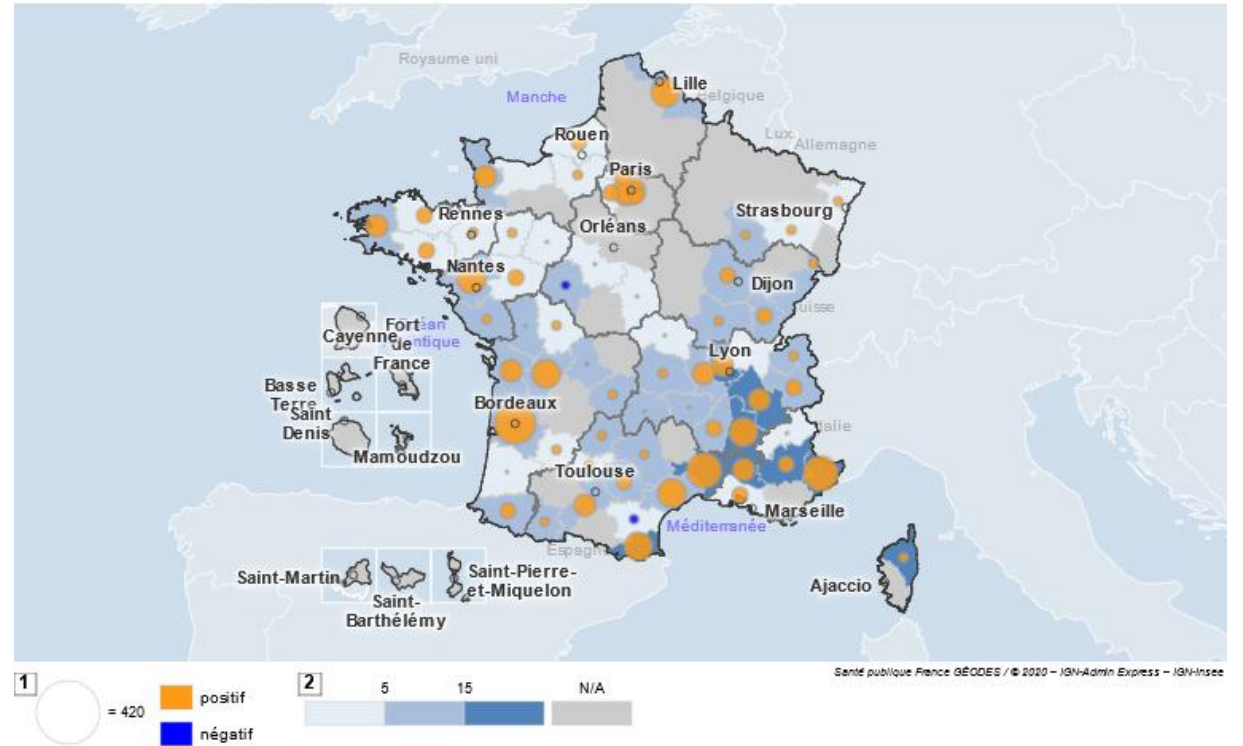 Royaume uni
Lille
Manche
Belgique
Rouen
Lux.
Allemagne
Paris
Strasbourg
Rennes
Orléans
Nantes
Dijon
Suisse
Fort
Cayenne
de
France
Lyon
Basse
Terre
Saint
Denis
Bordeaux
Italie
Mamoudzou
Toulouse
Marseille
Méditerranée
Espagne
Saint-Martin
Saint-
Barthélémy
Saint-Pierre-
et-Miquelon
Ajaccio
Santé publique France GÉODES / © 2020 – IGN-Admin Express – IGN-Insee
1
= 420
positif
négatif
2
5 15 N/A